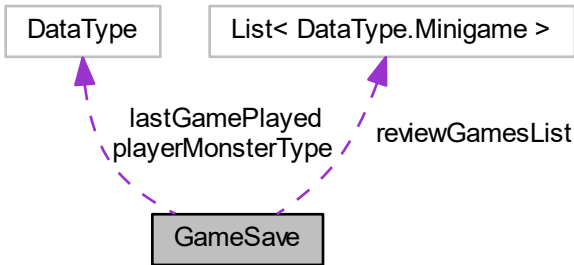 DataType
List< DataType.Minigame >
lastGamePlayed
playerMonsterType
reviewGamesList
GameSave